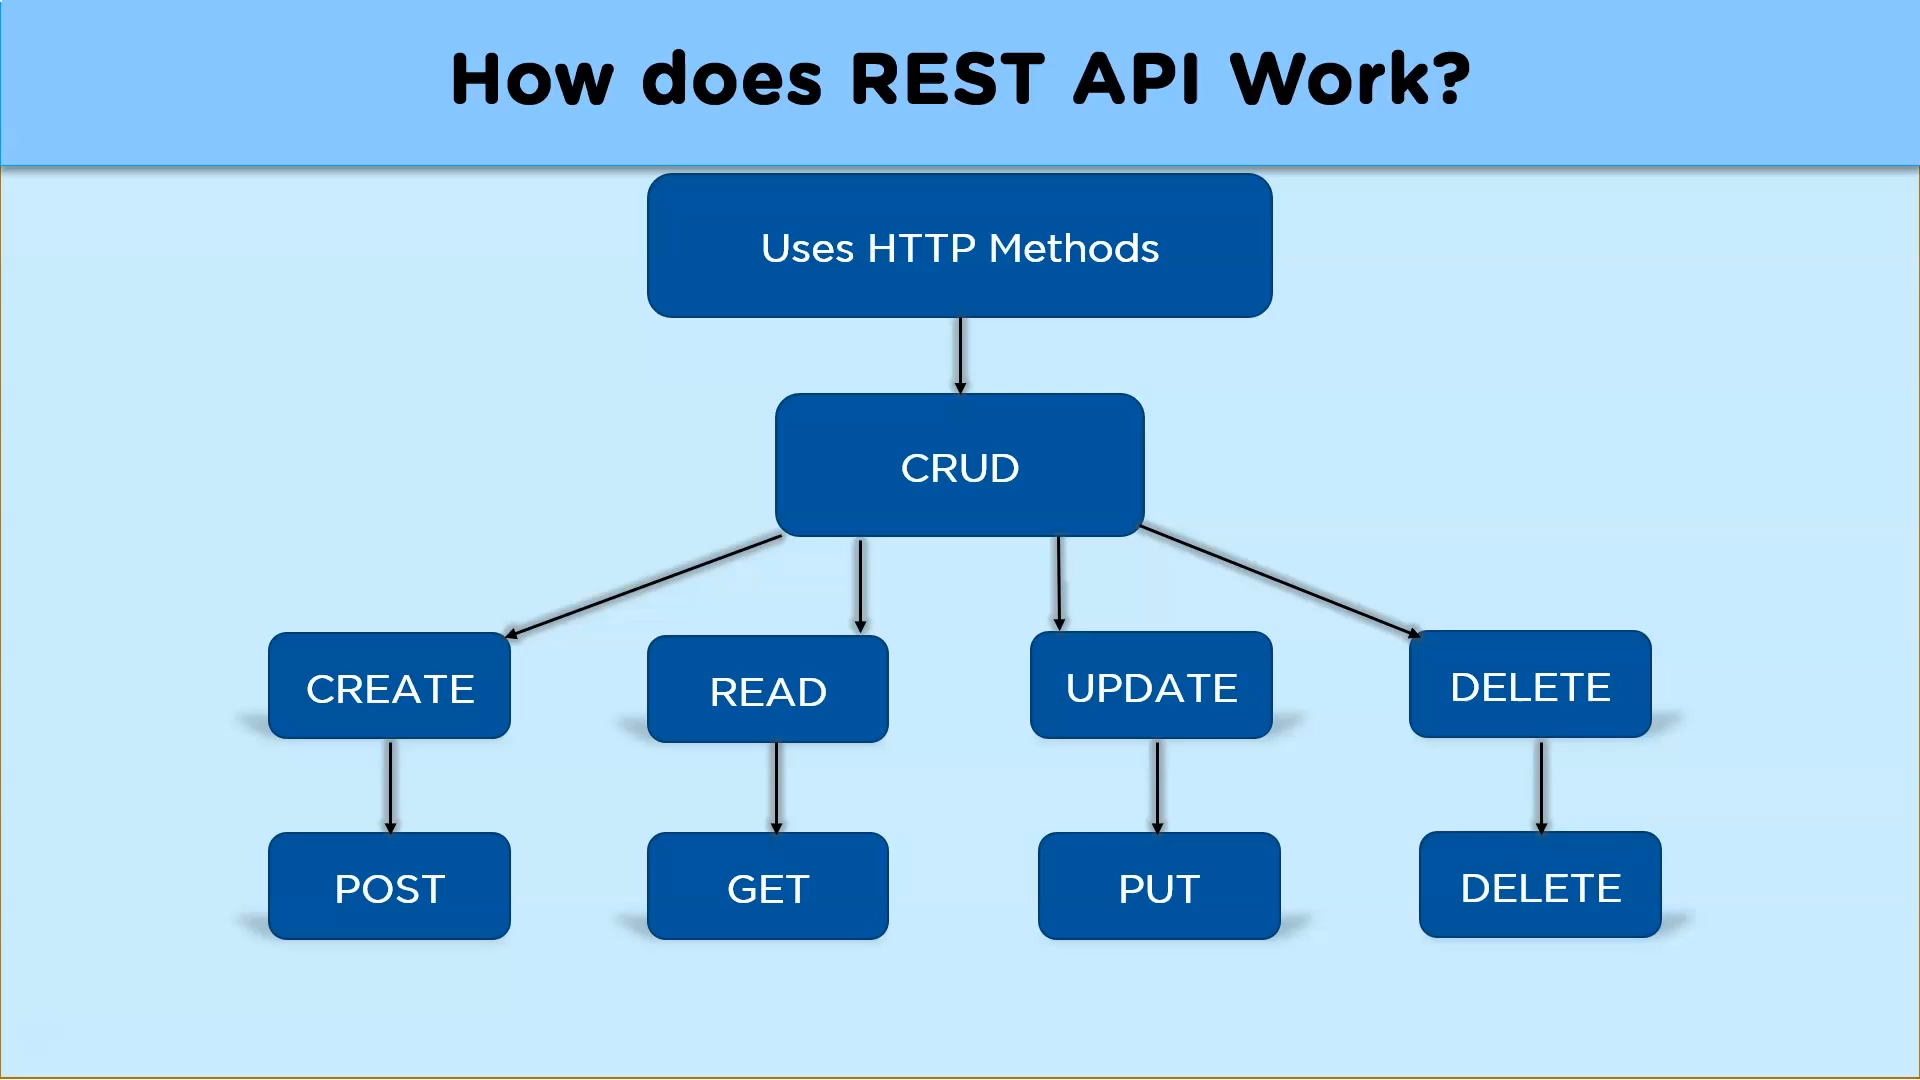 How does REST API Work?
Uses HTTP Methods
CRUD
CREATE
READ
UPDATE
DELETE
POST
GET
PUT
DELETE